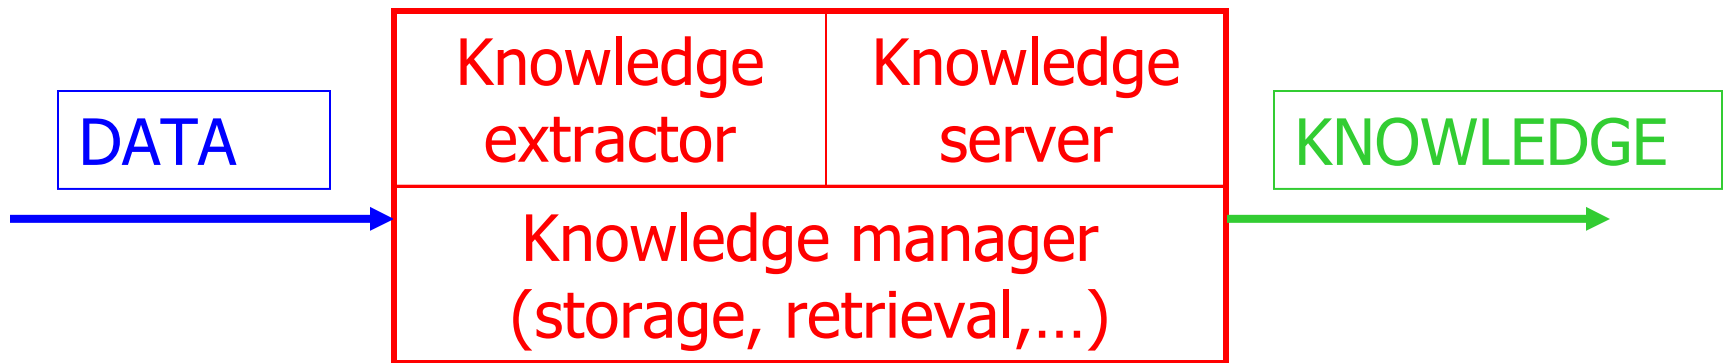 DATA
Knowledge
extractor
Knowledge
server
Knowledge manager
(storage, retrieval,…)
KNOWLEDGE